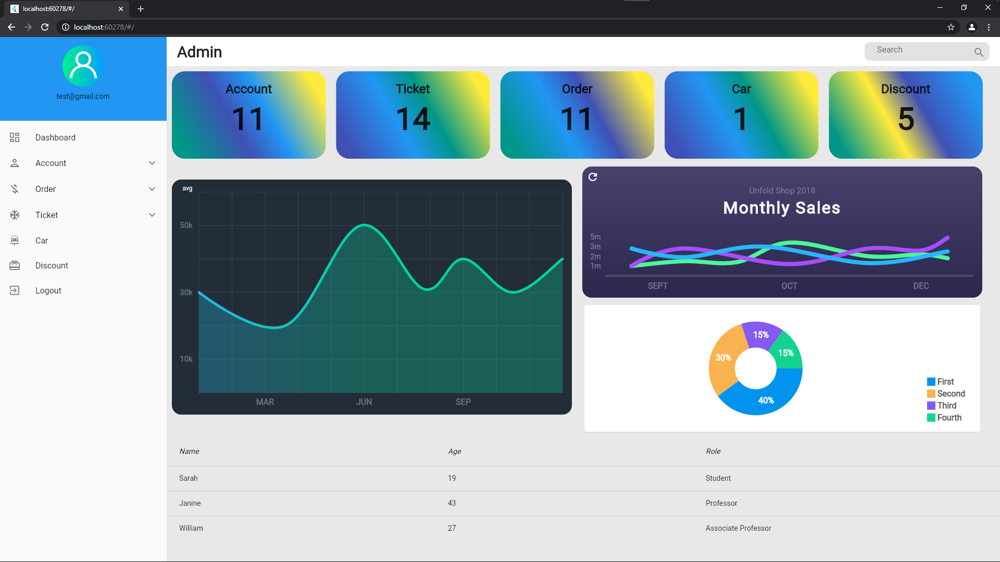 localhost:60278/#/
localhost:60278/#/
test@gmail.com
Dashboard
Account
Order
Ticket
Car
Discount
Logout
Admin
Search
Account
11
Ticket
14
Order
11
Car
1
Discount
5
avg
50k
30k
10k
MAR JUN SEP
Unfold Shop 2018
Monthly Sales
5m
3m
2m
1m
SEPT OCT DEC
15%
15%
30%
40%
First
Second
Third
Fourth
Name Age Role
Sarah 19 Student
Janine 43 Professor
William 27 Associate Professor